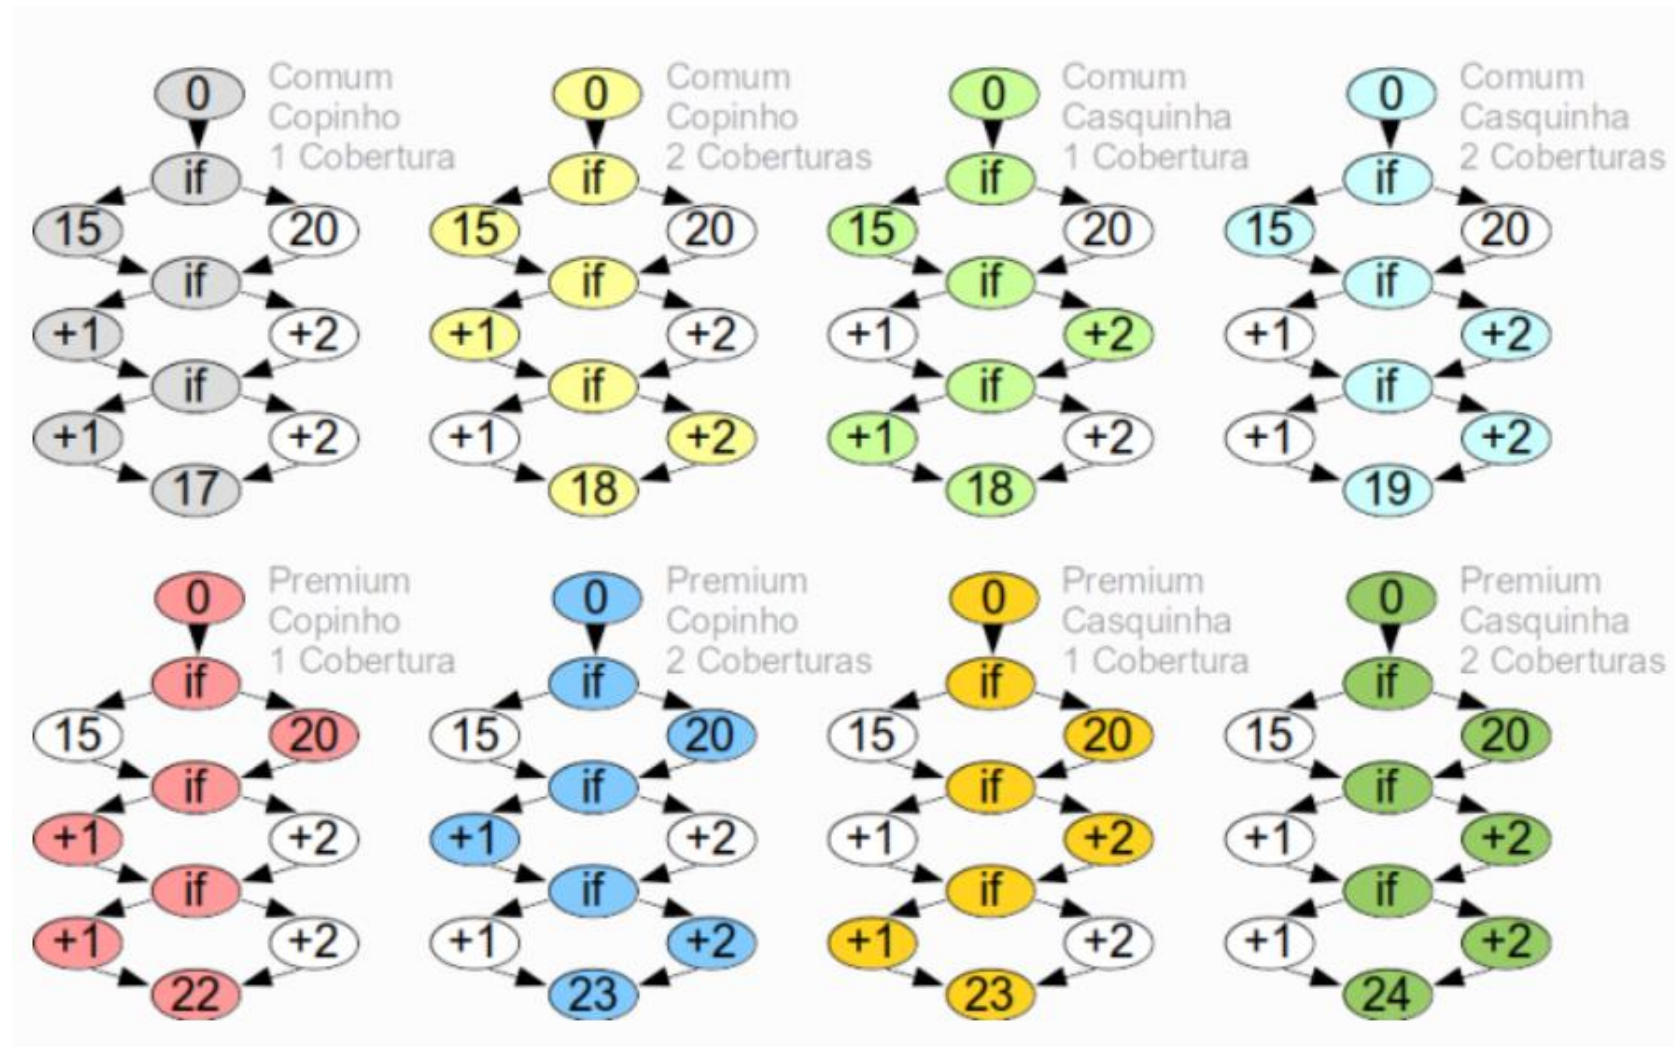 0
Comum
Copinho
1 Cobertura
if
15
20
if
+1
+2
if
+1
+2
17
0
Comum
Copinho
2 Coberturas
if
15
20
if
+1
+2
if
+1
+2
18
0
Comum
Casquinha
1 Cobertura
if
15
20
if
+1
+2
if
+1
+2
18
0
Comum
Casquinha
2 Coberturas
if
15
20
if
+1
+2
if
+1
+2
19
0
Premium
Copinho
1 Cobertura
if
15
20
if
+1
+2
if
+1
+2
22
0
Premium
Copinho
2 Coberturas
if
15
20
if
+1
+2
if
+1
+2
23
0
Premium
Casquinha
1 Cobertura
if
15
20
if
+1
+2
if
+1
+2
23
0
Premium
Casquinha
2 Coberturas
if
15
20
if
+1
+2
if
+1
+2
24